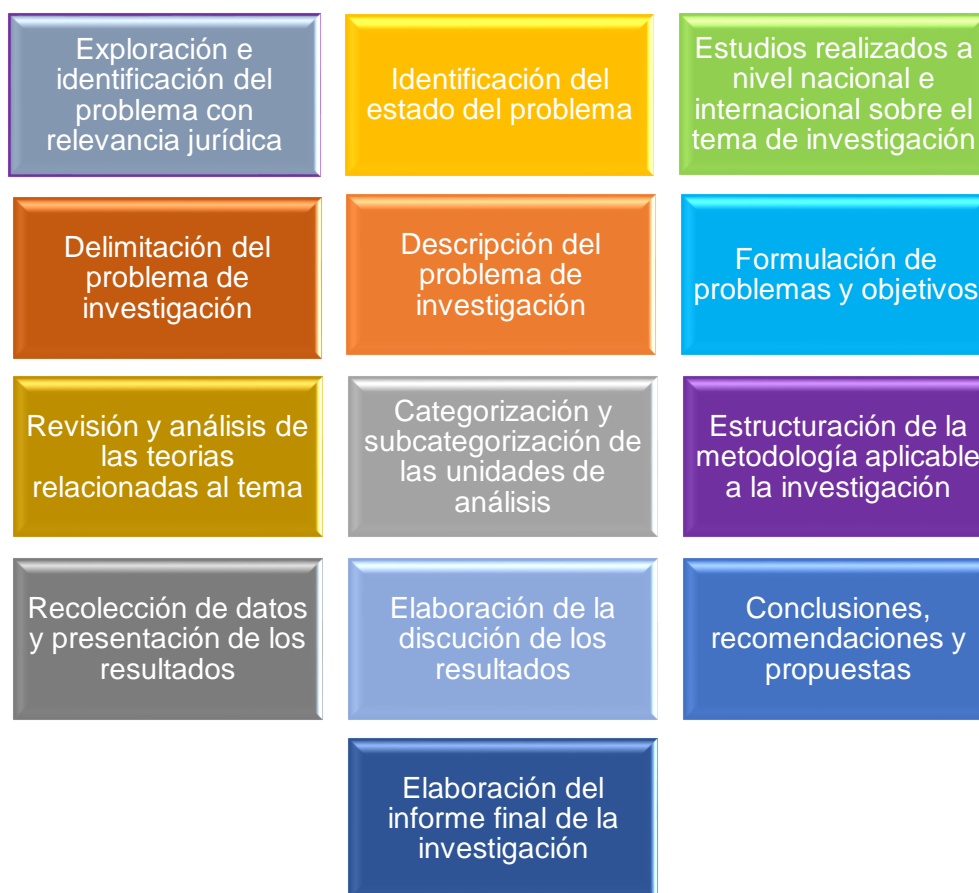 Exploración e
identificación del
problema con
relevancia jurídica
Identificación del
estado del problema
Estudios realizados a
nivel nacional e
internacional sobre el
tema de investigación
Delimitación del
problema de
investigación
Descripción del
problema de
investigación
Formulación de
problemas y objetivos
Revisión y análisis de
las teorias
relacionadas al tema
Categorización y
subcategorización de
las unidades de
análisis
Estructuración de la
metodología aplicable
a la investigación
Recolección de datos
y presentación de los
resultados
Elaboración de la
discución de los
resultados
Conclusiones,
recomendaciones y
propuestas
Elaboración del
informe final de la
investigación